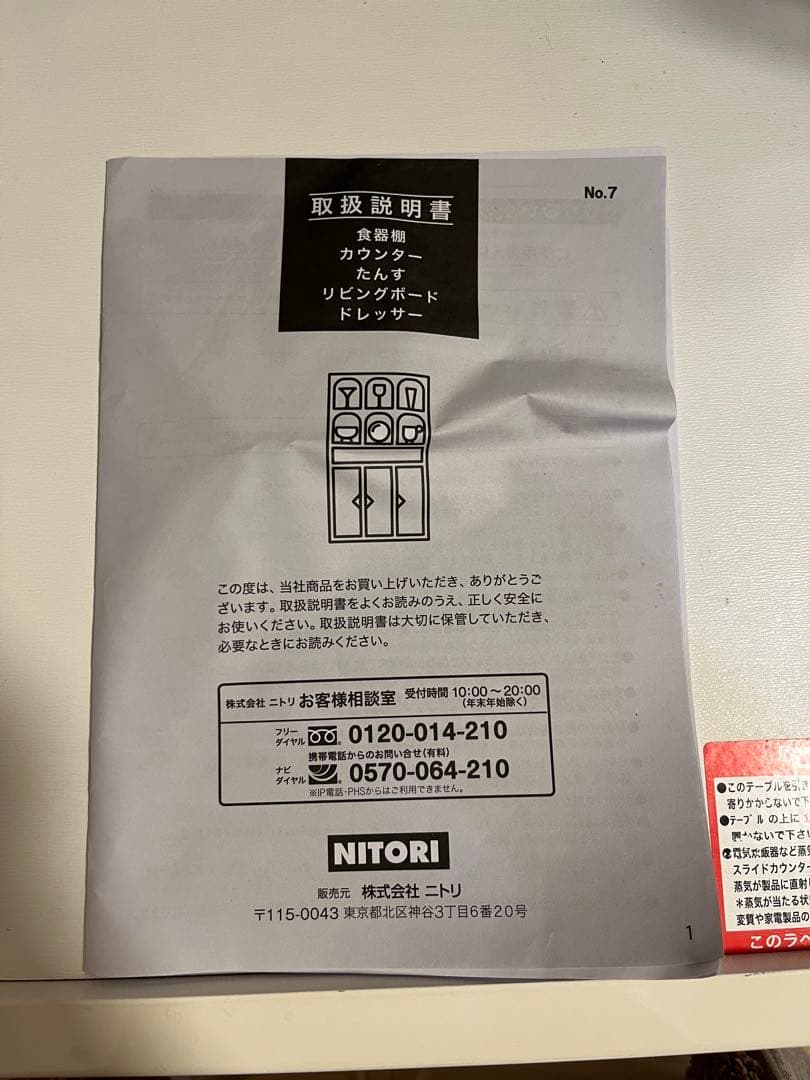 No.7
取扱説明書
食器棚
カウンター
たんす
リビングボード
ドレッサー
この度は、当社商品をお買い上げいただき、ありがとうご
ざいます。取扱説明書をよくお読みのうえ、正しく安全に
お使いください。取扱説明書は大切に保管していただき、
必要なときにお読みください。
株式会社 ニトリ お客様相談室 受付時間 10:00～20:00
(年末年始除く)
フリー
ダイヤル 0120-014-210
携帯電話からのお問い合せ(有料)
ナビ
ダイヤル 0570-064-210
※IP電話・PHSからはご利用できません。
NITORI
販売元 株式会社 ニトリ
〒115-0043 東京都北区神谷3丁目6番20号
1
●このテーブルを引き
寄りかからないで下
●テーブルの上に
かないで下さい
電気炊飯器など蒸気
スライドカウンター
蒸気が製品に直射し
＊蒸気が当たる状
変質や家電製品の
このラベ